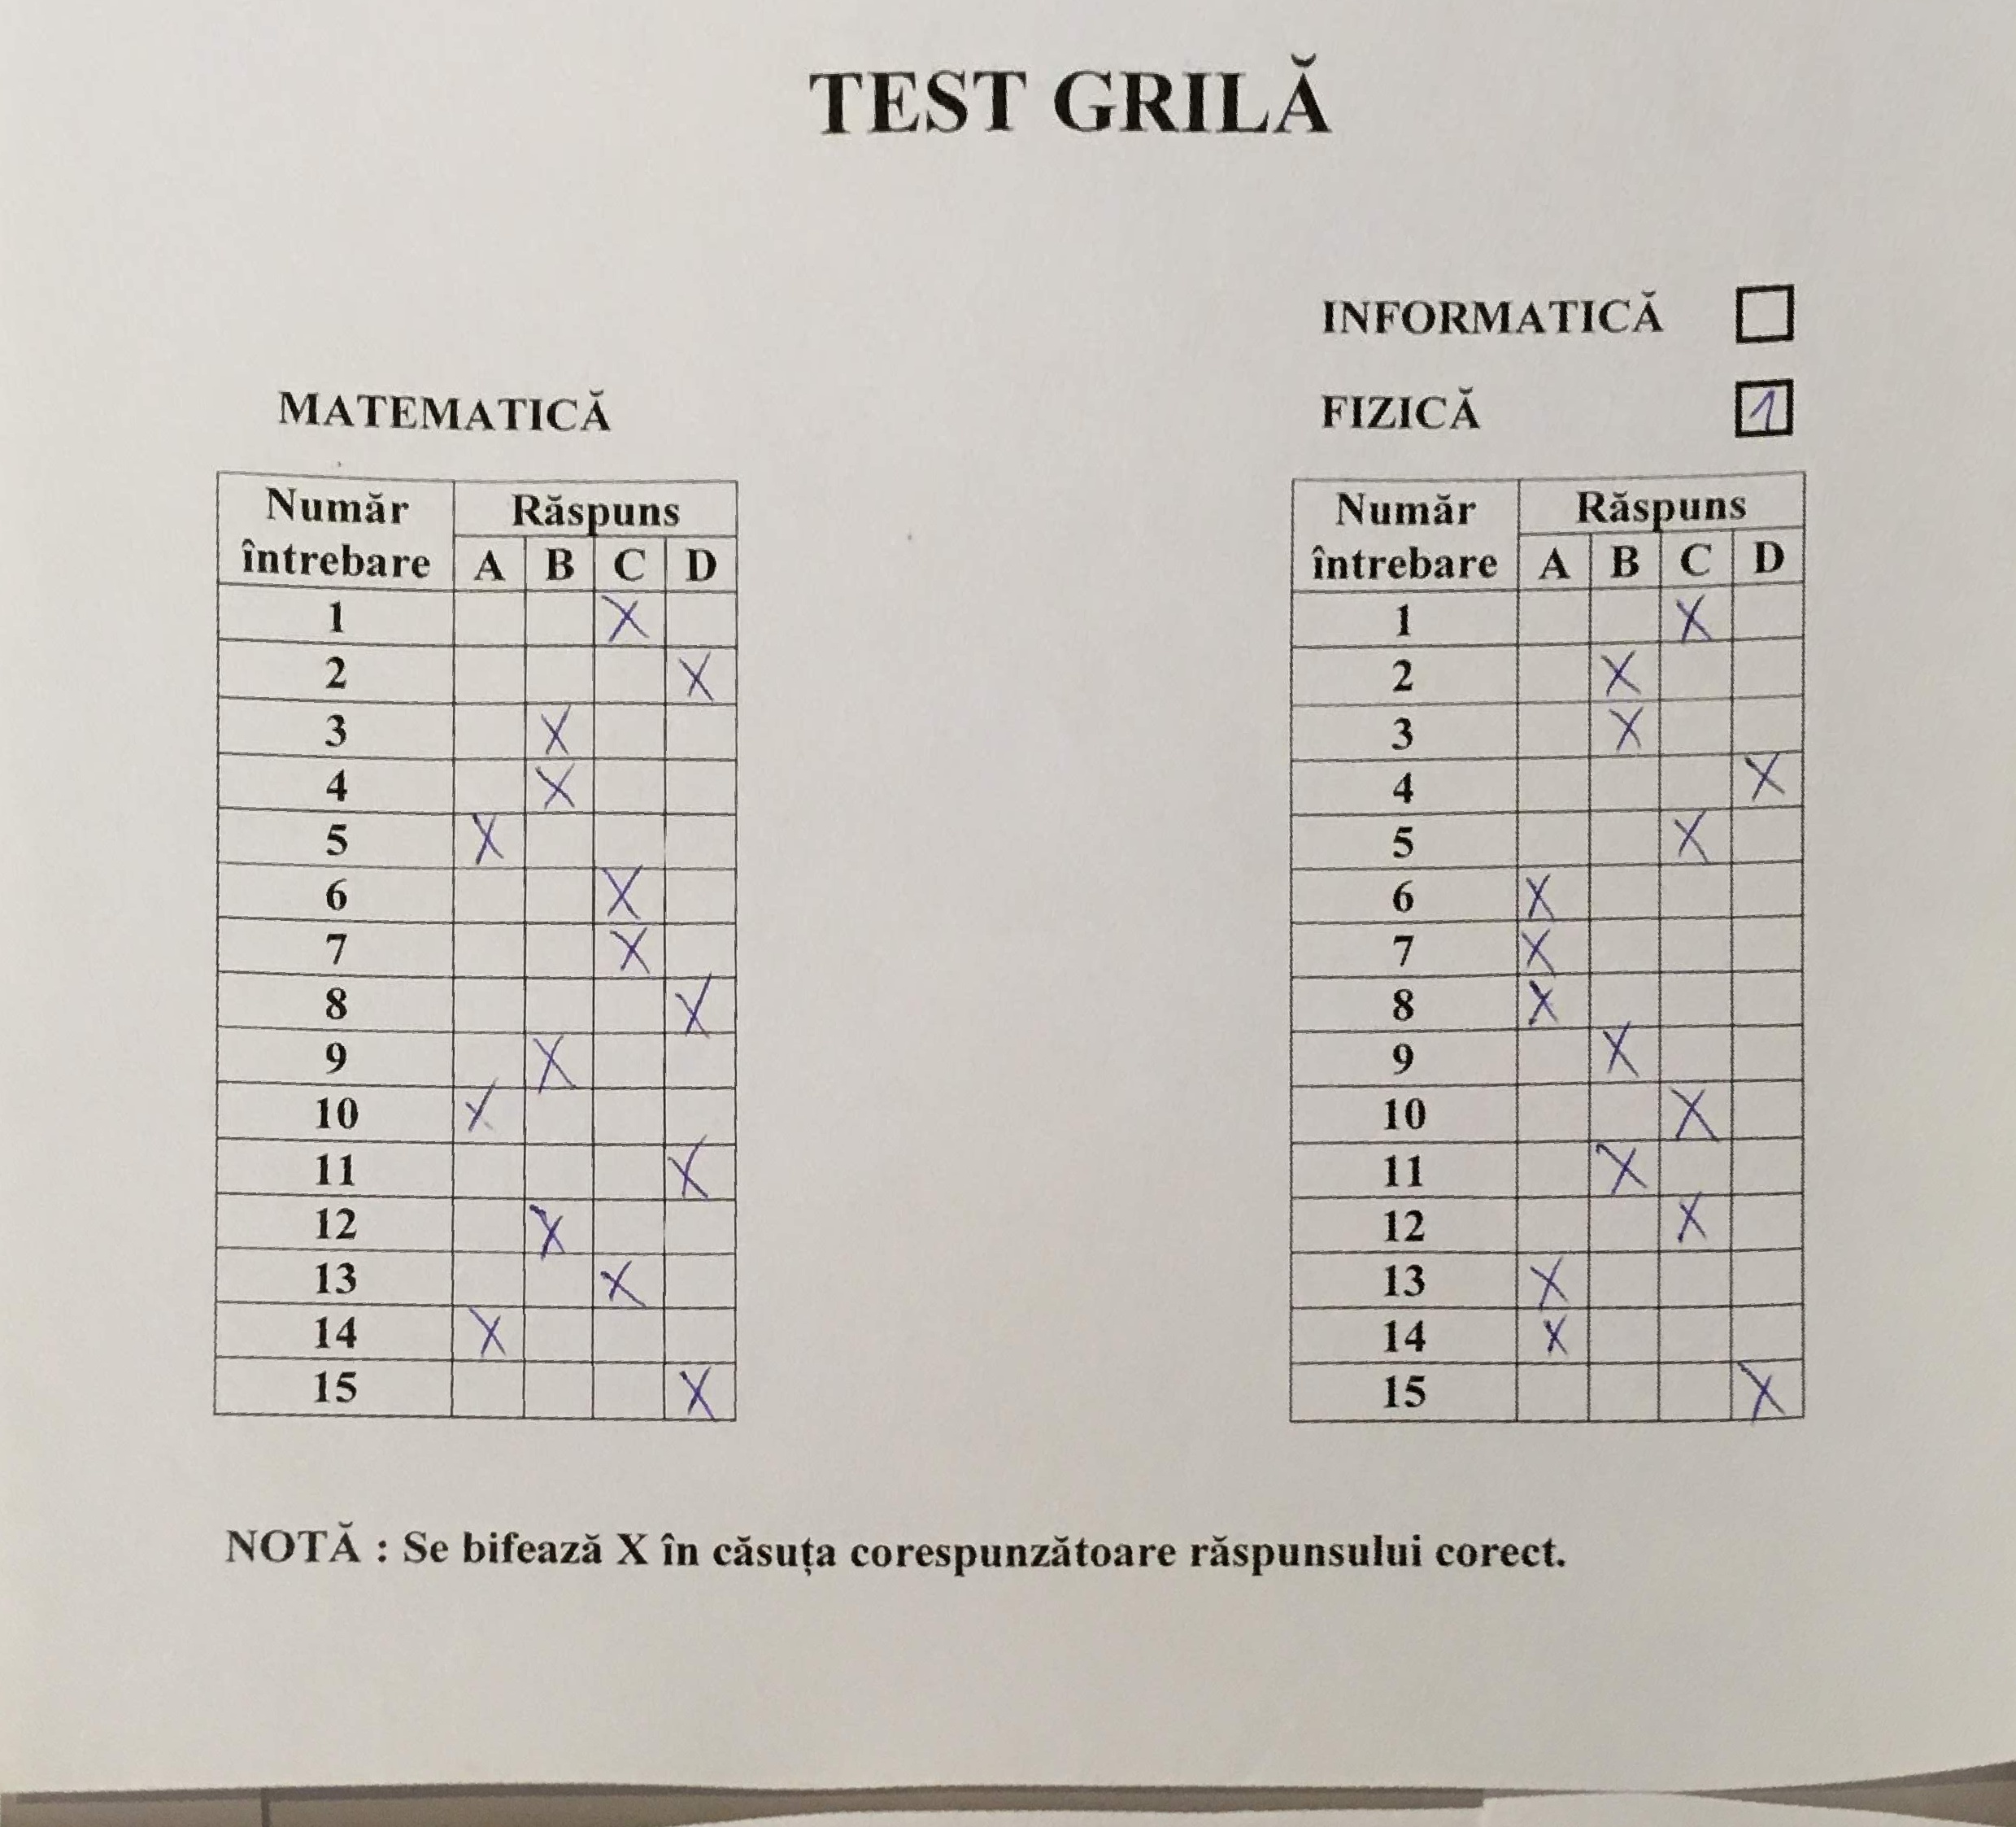 TEST GRILĂ
INFORMATICĂ
MATEMATICĂ
FIZICĂ 1
Număr întrebare Răspuns
A B C D
1 X
2 X
3 X
4 X
5 X
6 X
7 X
8 X
9 X
10 X
11 X
12 X
13 X
14 X
15 X
Număr întrebare Răspuns
A B C D
1 X
2 X
3 X
4 X
5 X
6 X
7 X
8 X
9 X
10 X
11 X
12 X
13 X
14 X
15 X
NOTĂ : Se bifează X în căsuța corespunzătoare răspunsului corect.